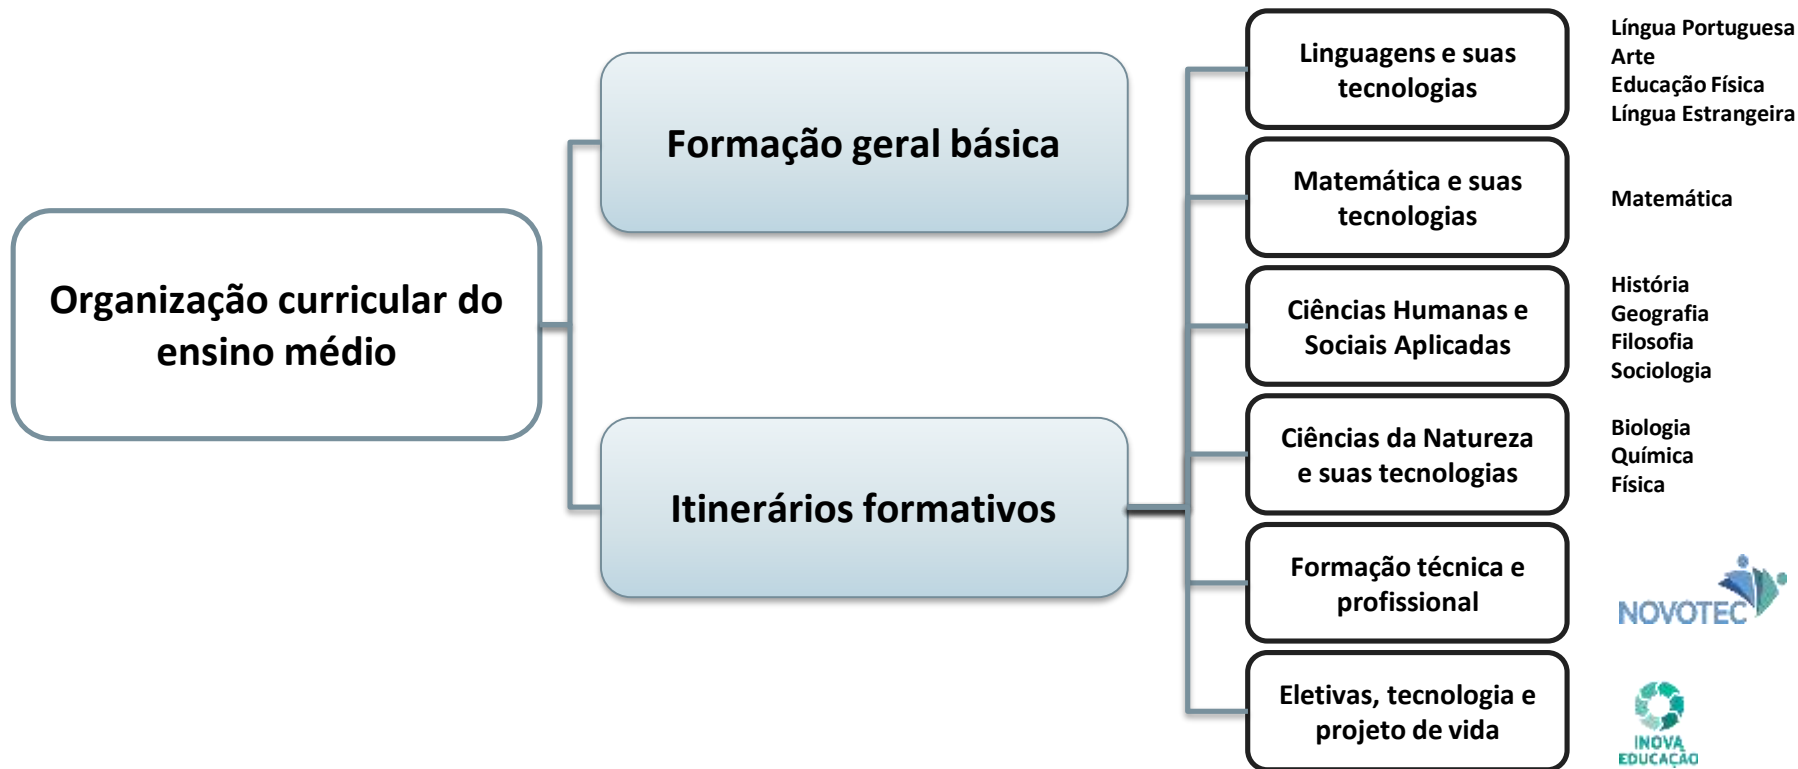 Organização curricular do
ensino médio
Formação geral básica
Itinerários formativos
Linguagens e suas
tecnologias
Língua Portuguesa
Arte
Educação Física
Língua Estrangeira
Matemática e suas
tecnologias
Matemática
Ciências Humanas e
Sociais Aplicadas
História
Geografia
Filosofia
Sociologia
Ciências da Natureza
e suas tecnologias
Biologia
Química
Física
Formação técnica e
profissional
NOVOTEC
Eletivas, tecnologia e
projeto de vida
INOVA
EDUCAÇÃO